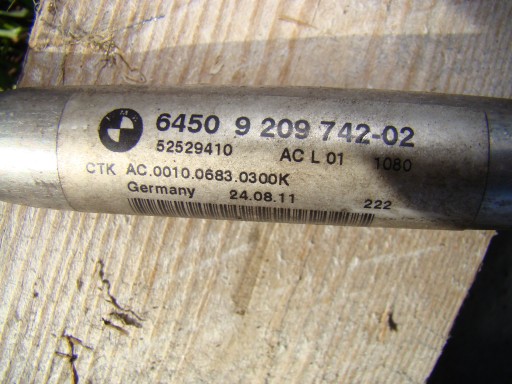 6450 9 209 742-02
52529410 AC L 01 1080
CTK AC.0010.0683.0300K
Germany 24.08.11 222